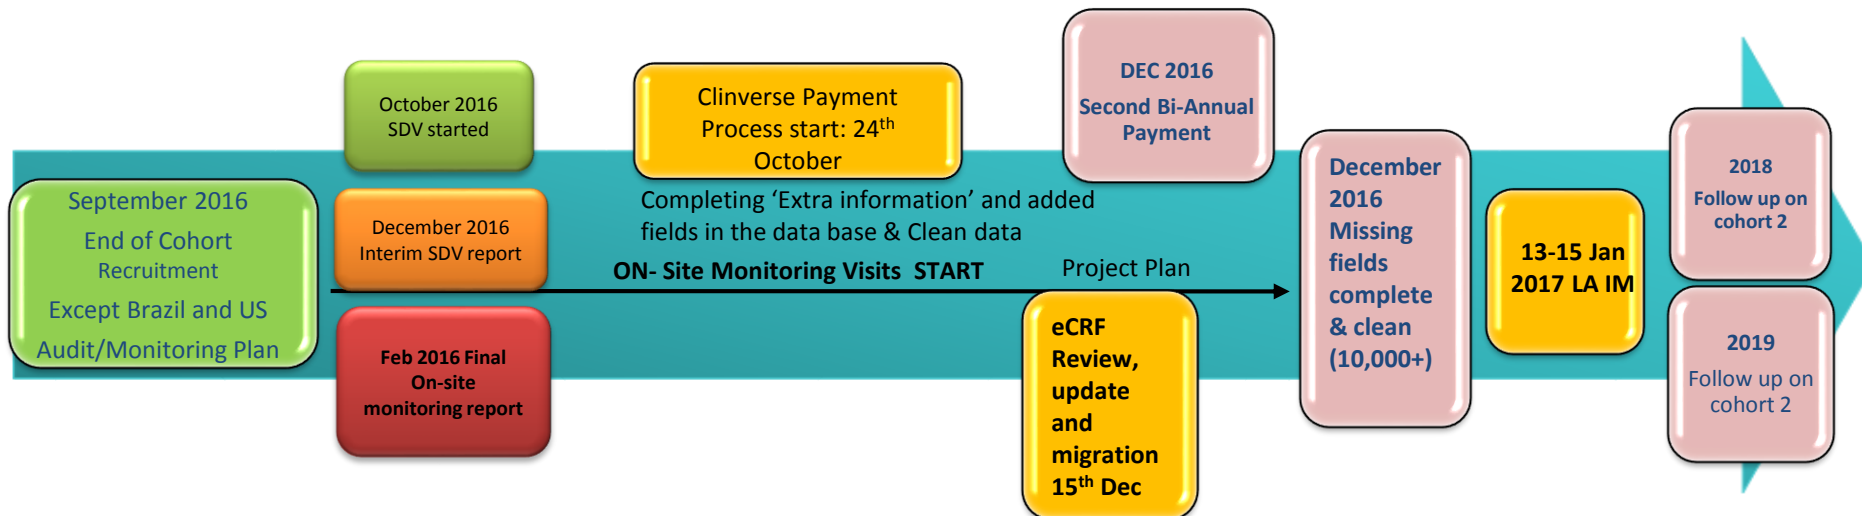 September 2016
End of Cohort
Recruitment
Except Brazil and US
Audit/Monitoring Plan
October 2016
SDV started
December 2016
Interim SDV report
Feb 2016 Final
On-site
monitoring report
Clinverse Payment
Process start: 24th
October
Completing ‘Extra information’ and added
fields in the data base & Clean data
ON- Site Monitoring Visits START
Project Plan
DEC 2016
Second Bi-Annual
Payment
eCRF
Review,
update
and
migration
15th Dec
December
2016
Missing
fields
complete
& clean
(10,000+)
13-15 Jan
2017 LA IM
2018
Follow up on
cohort 2
2019
Follow up on
cohort 2